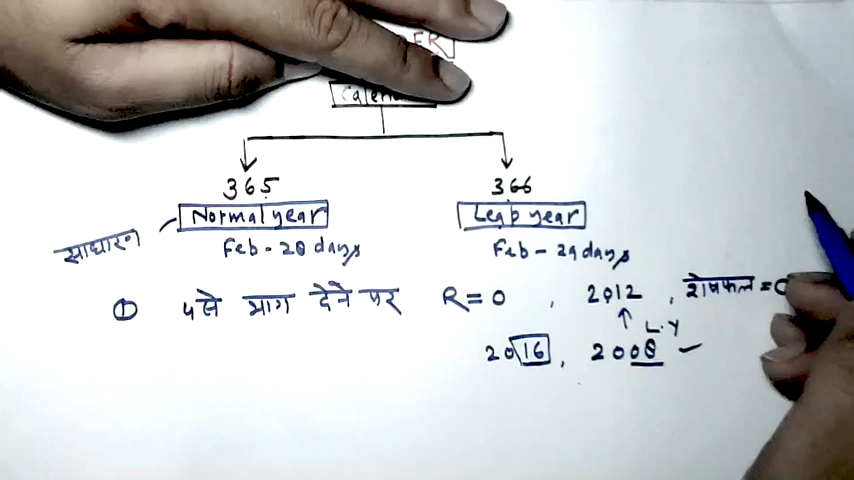 365 366
साधारण Normal year Leap year
Feb - 28 days Feb - 29 days
① 4 से भाग देने पर R = 0 , 2012 , शेषफल = 0
↑ L.Y
2016 , 2008 ✓